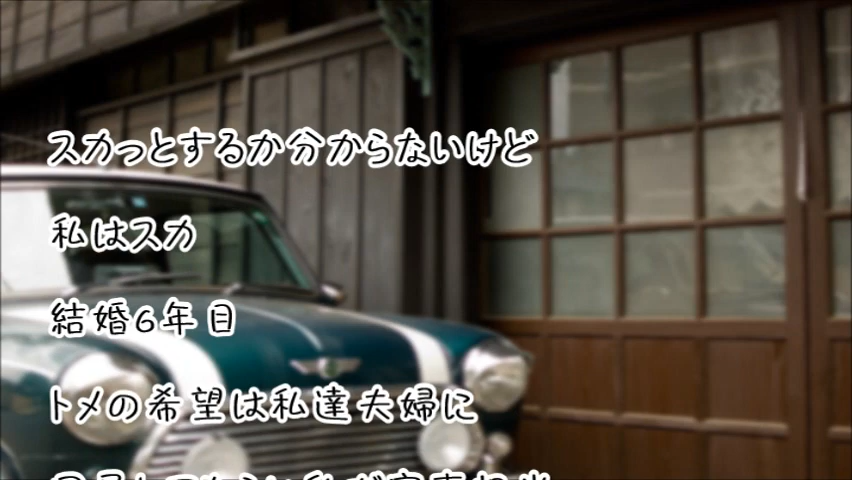 スカっとするか分からないけど
私はスカ
結婚6年目
トメの希望は私達夫婦に